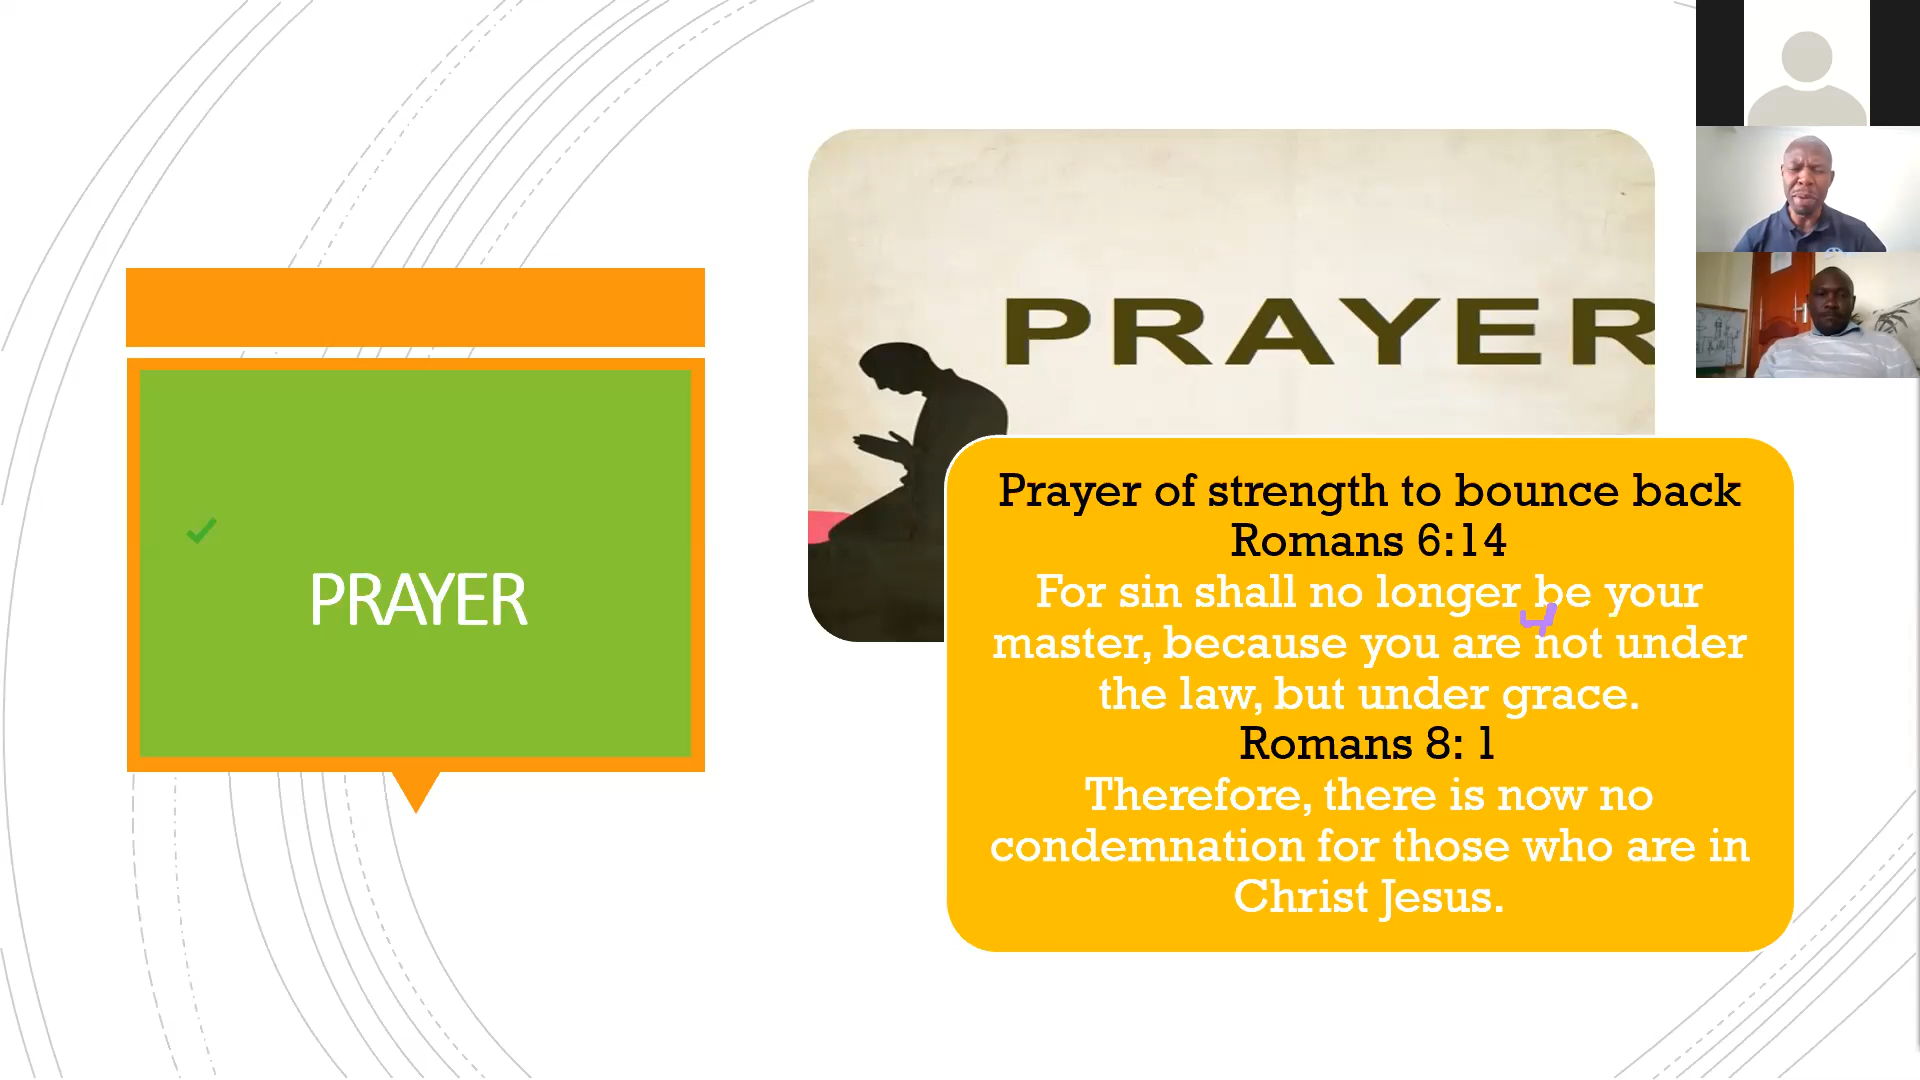 PRAYER
PRAYER
Prayer of strength to bounce back
Romans 6:14
For sin shall no longer be your
master, because you are not under
the law, but under grace.
Romans 8: 1
Therefore, there is now no
condemnation for those who are in
Christ Jesus.